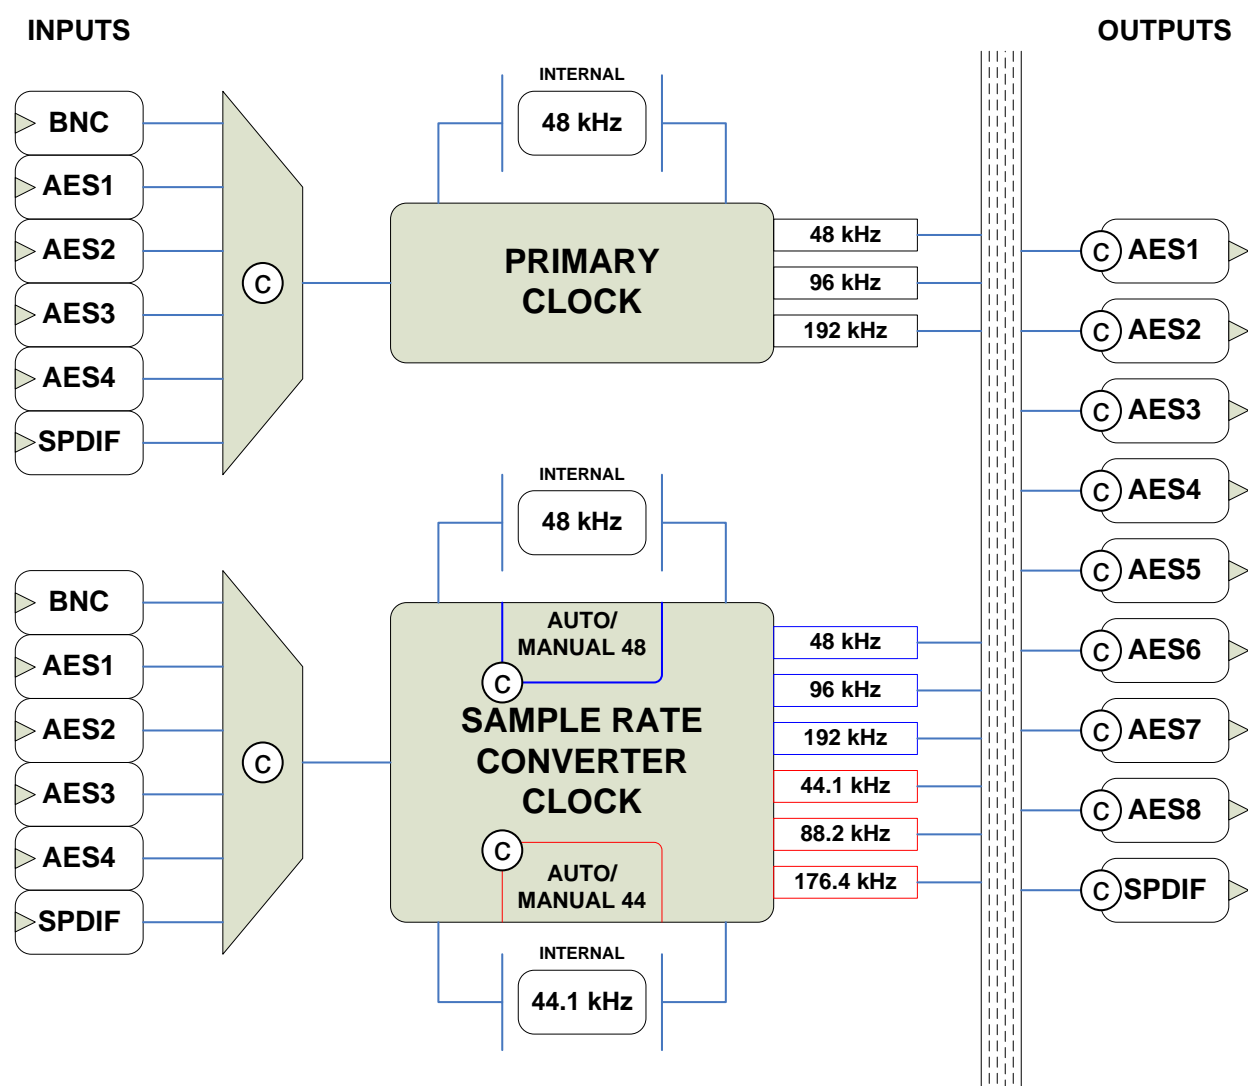 INPUTS
OUTPUTS
BNC
AES1
AES2
AES3
AES4
SPDIF
C
INTERNAL
48 kHz
PRIMARY
CLOCK
48 kHz
96 kHz
192 kHz
BNC
AES1
AES2
AES3
AES4
SPDIF
C
INTERNAL
48 kHz
AUTO/
MANUAL 48
C
SAMPLE RATE
CONVERTER
CLOCK
C
AUTO/
MANUAL 44
INTERNAL
44.1 kHz
48 kHz
96 kHz
192 kHz
44.1 kHz
88.2 kHz
176.4 kHz
C AES1
C AES2
C AES3
C AES4
C AES5
C AES6
C AES7
C AES8
C SPDIF